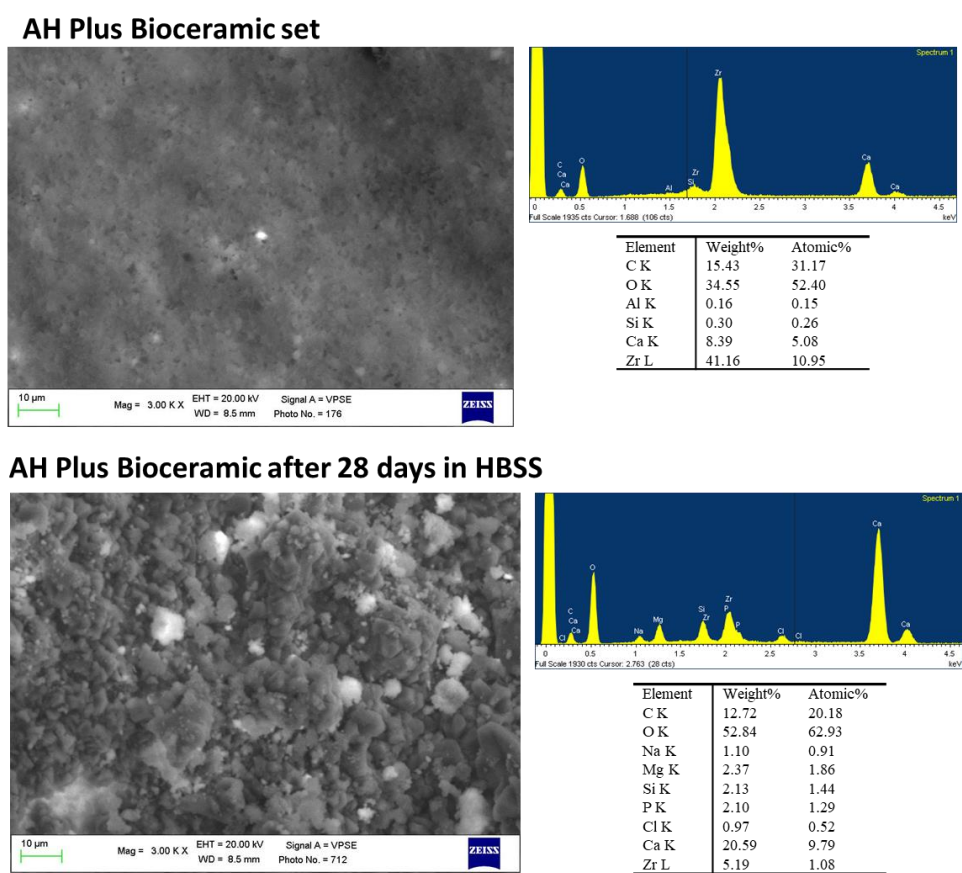 AH Plus Bioceramic set
Spectrum 1
Zr
C
Ca
Ca
O
Al
Si
Zr
Ca
Ca
0 0.5 1 1.5 2 2.5 3 3.5 4 4.5
Full Scale 1935 cts Cursor: 1.688 (106 cts) keV
Element Weight% Atomic%
C K 15.43 31.17
O K 34.55 52.40
Al K 0.16 0.15
Si K 0.30 0.26
Ca K 8.39 5.08
Zr L 41.16 10.95
10 µm
Mag = 3.00 K X
EHT = 20.00 kV
WD = 8.5 mm
Signal A = VPSE
Photo No. = 176
ZEISS
AH Plus Bioceramic after 28 days in HBSS
Spectrum 1
Ca
O
C
Ca
Cl
Ca
Na
Mg
Si
Zr
Zr
P
P
Cl
Cl
Ca
0 0.5 1 1.5 2 2.5 3 3.5 4 4.5
Full Scale 1930 cts Cursor: 2.763 (28 cts) keV
Element Weight% Atomic%
C K 12.72 20.18
O K 52.84 62.93
Na K 1.10 0.91
Mg K 2.37 1.86
Si K 2.13 1.44
P K 2.10 1.29
Cl K 0.97 0.52
Ca K 20.59 9.79
Zr L 5.19 1.08
10 µm
Mag = 3.00 K X
EHT = 20.00 kV
WD = 8.5 mm
Signal A = VPSE
Photo No. = 712
ZEISS